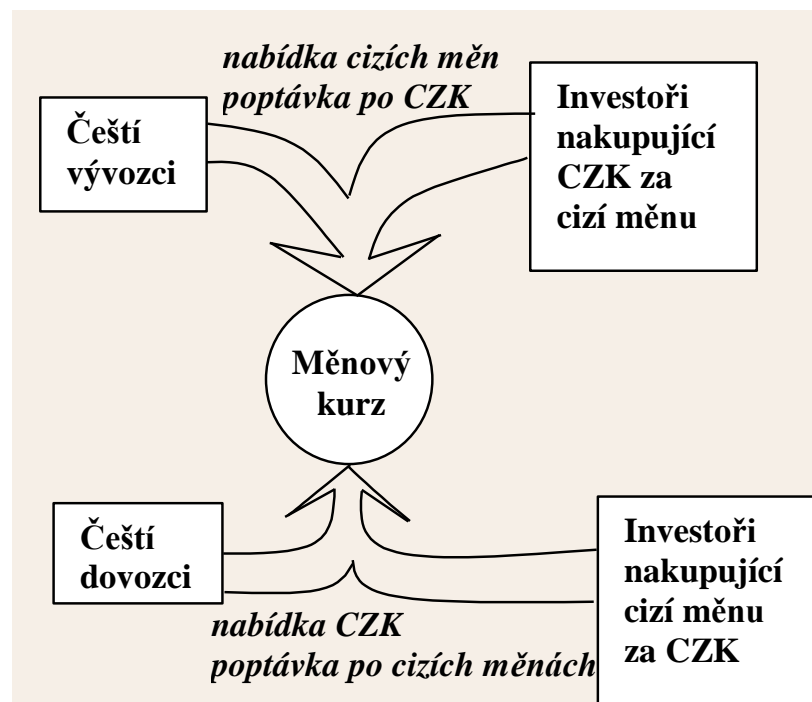 nabídka cizích měn
poptávka po CZK
Čeští
vývozci
Investoři
nakupující
CZK za
cizí měnu
Měnový
kurz
Čeští
dovozci
Investoři
nakupující
cizí měnu
za CZK
nabídka CZK
poptávka po cizích měnách